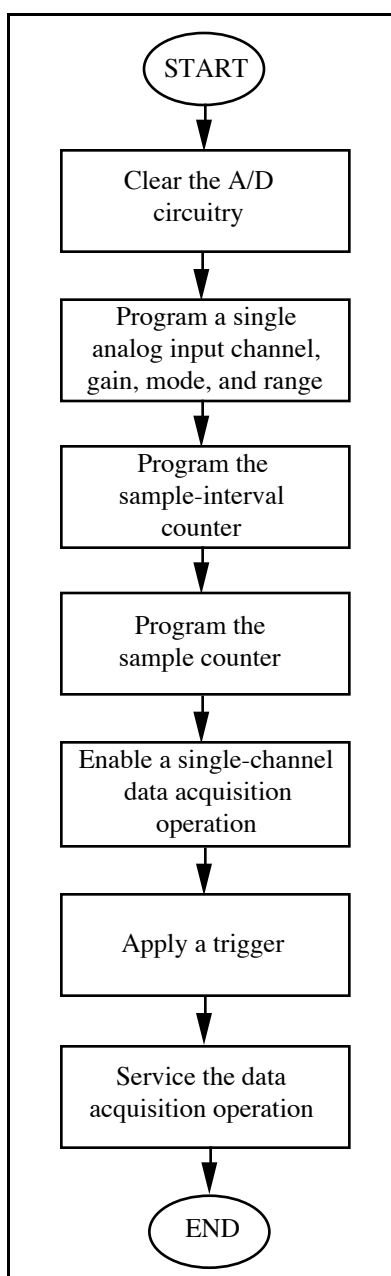 START
Clear the A/D
circuitry
Program a single
analog input channel,
gain, mode, and range
Program the
sample-interval
counter
Program the
sample counter
Enable a single-channel
data acquisition
operation
Apply a trigger
Service the data
acquisition operation
END